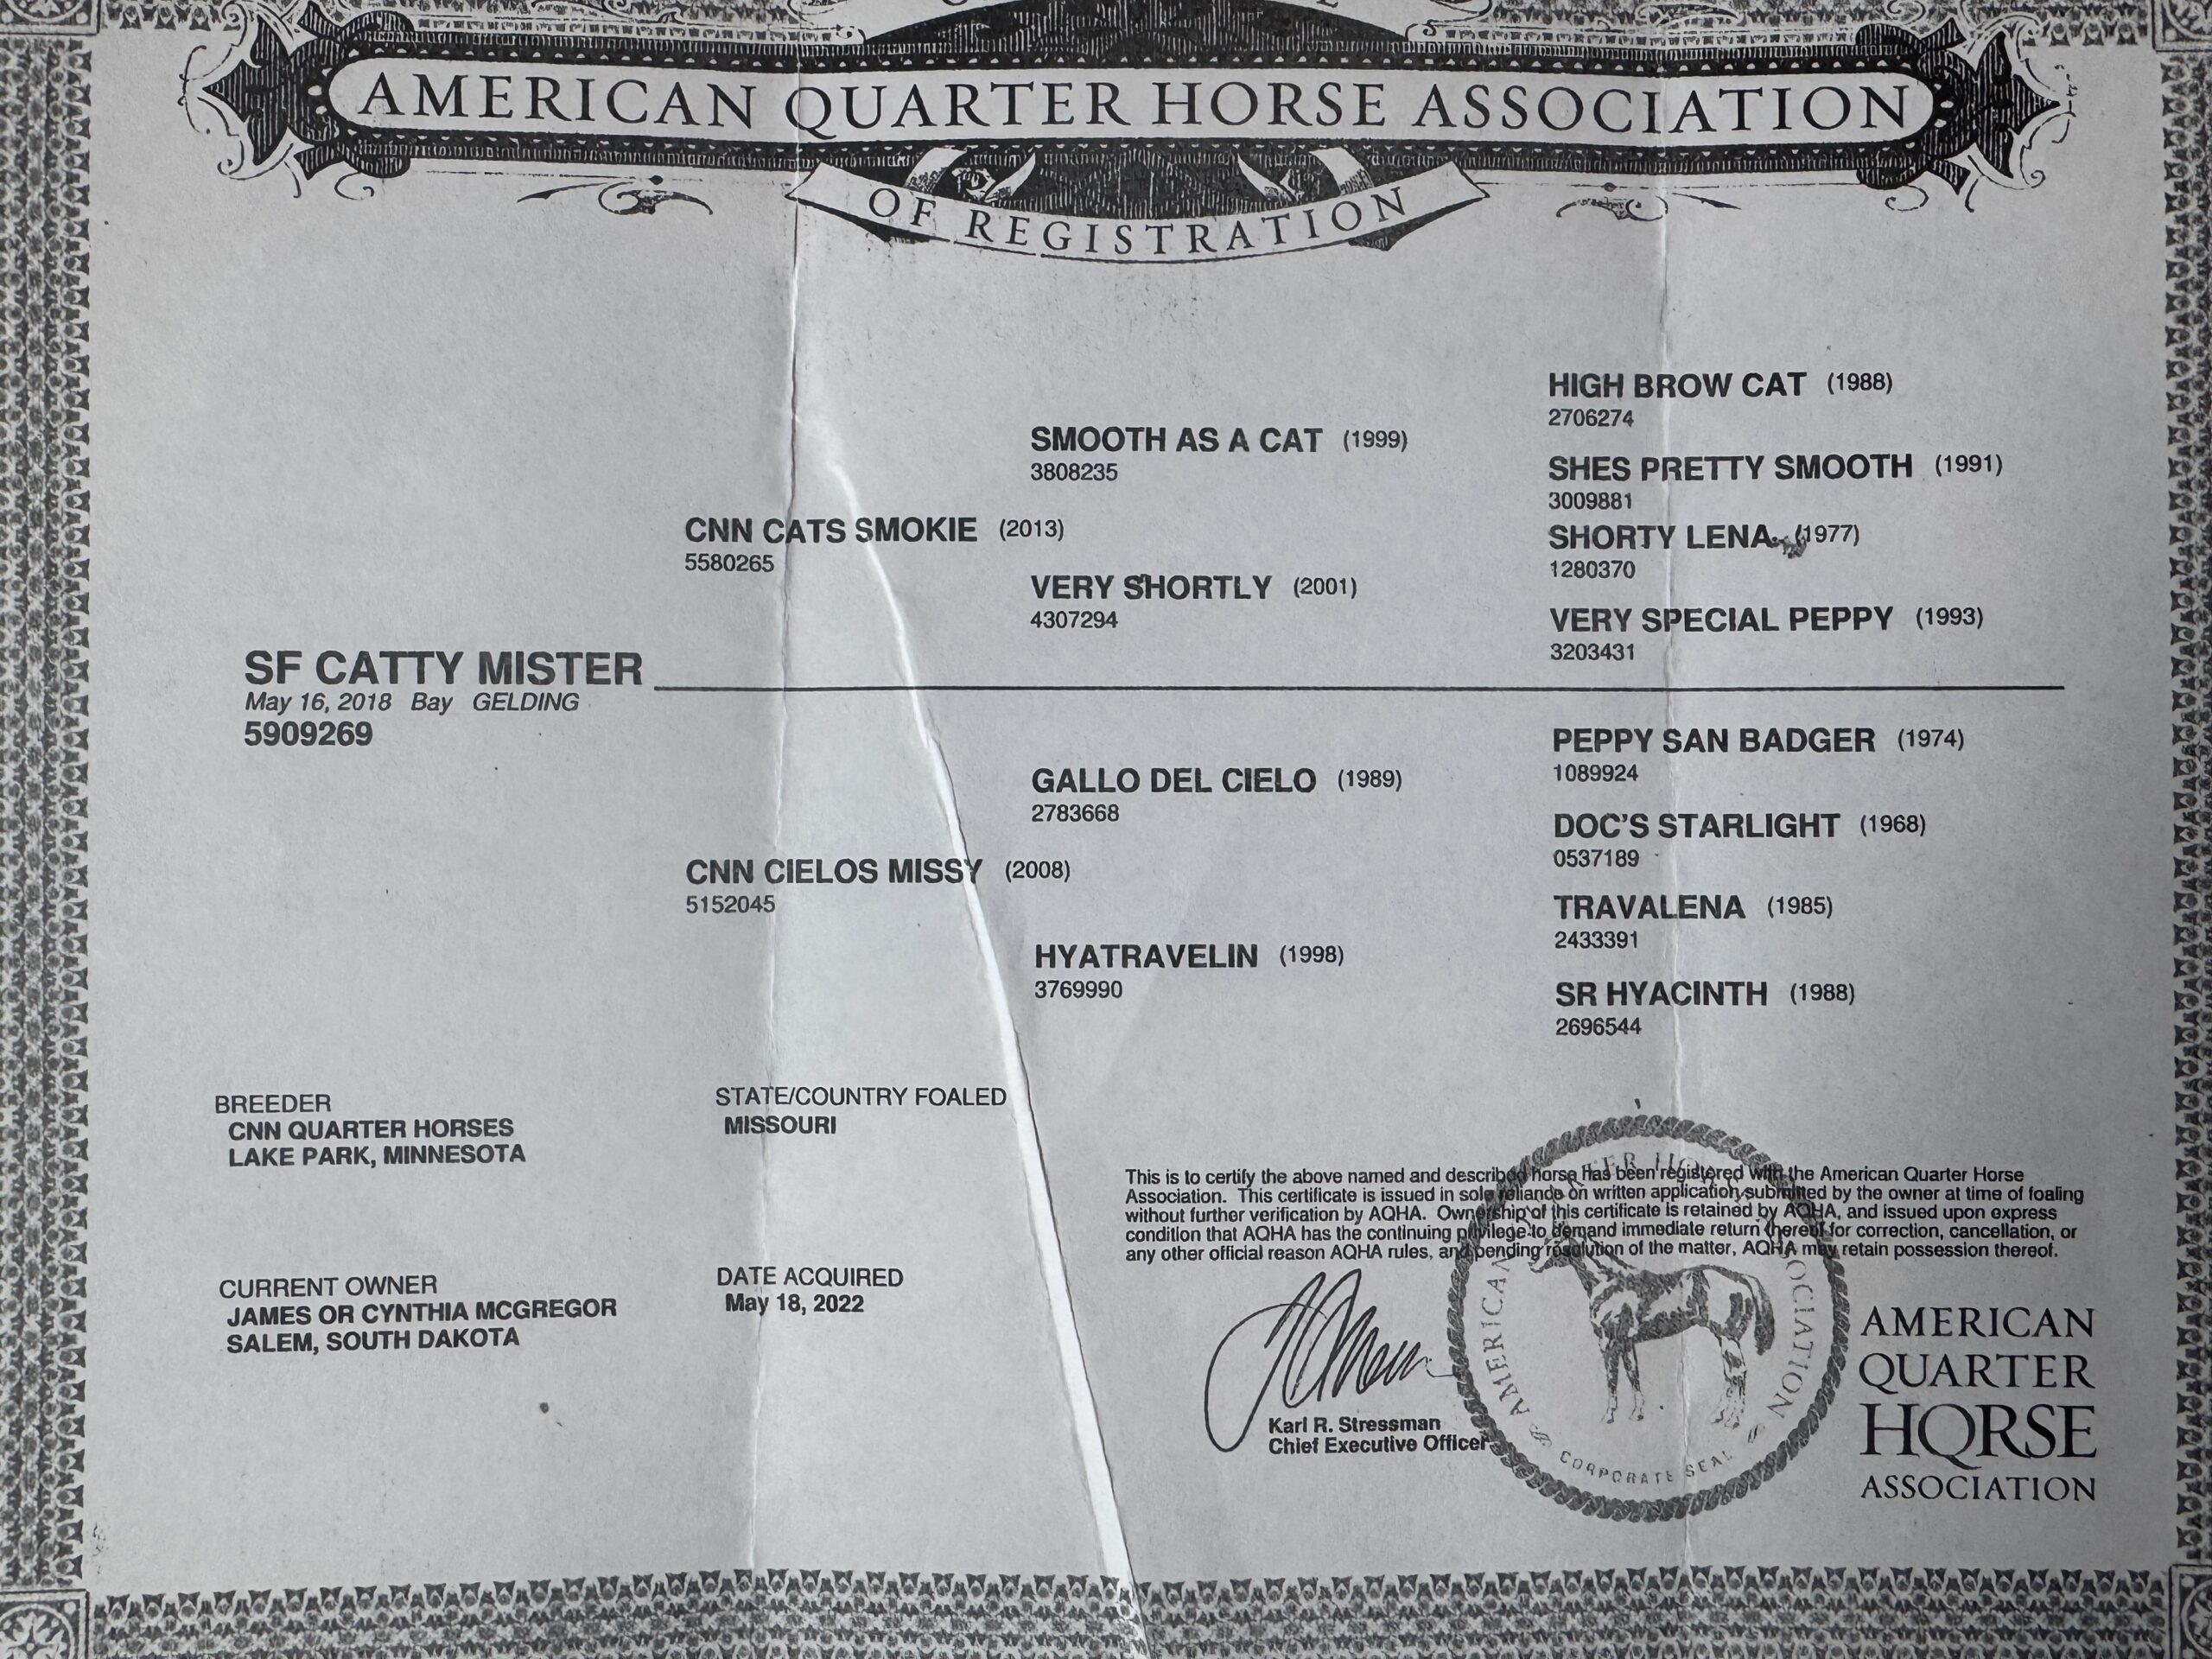 AMERICAN QUARTER HORSE ASSOCIATION
OF REGISTRATION
HIGH BROW CAT (1988)
2706274
SMOOTH AS A CAT (1999)
3808235
SHES PRETTY SMOOTH (1991)
3009881
CNN CATS SMOKIE (2013)
5580265
SHORTY LENA (1977)
1280370
VERY SHORTLY (2001)
4307294
VERY SPECIAL PEPPY (1993)
3203431
SF CATTY MISTER
May 16, 2018 Bay GELDING
5909269
PEPPY SAN BADGER (1974)
1089924
GALLO DEL CIELO (1989)
2783668
DOC'S STARLIGHT (1968)
0537189
CNN CIELOS MISSY (2008)
5152045
TRAVALENA (1985)
2433391
HYATRAVELIN (1998)
3769990
SR HYACINTH (1988)
2696544
BREEDER
CNN QUARTER HORSES
LAKE PARK, MINNESOTA
STATE/COUNTRY FOALED
MISSOURI
This is to certify the above named and described horse has been registered with the American Quarter Horse
Association. This certificate is issued in sole reliance on written application submitted by the owner at time of foaling
without further verification by AQHA. Ownership of this certificate is retained by AQHA, and issued upon express
condition that AQHA has the continuing privilege to demand immediate return thereof for correction, cancellation, or
any other official reason AQHA rules, and pending resolution of the matter, AQHA may retain possession thereof.
CURRENT OWNER
JAMES OR CYNTHIA MCGREGOR
SALEM, SOUTH DAKOTA
DATE ACQUIRED
May 18, 2022
Karl R. Stressman
Chief Executive Officer
AMERICAN QUARTER HORSE ASSOCIATION
CORPORATE SEAL
AMERICAN
QUARTER
HORSE
ASSOCIATION